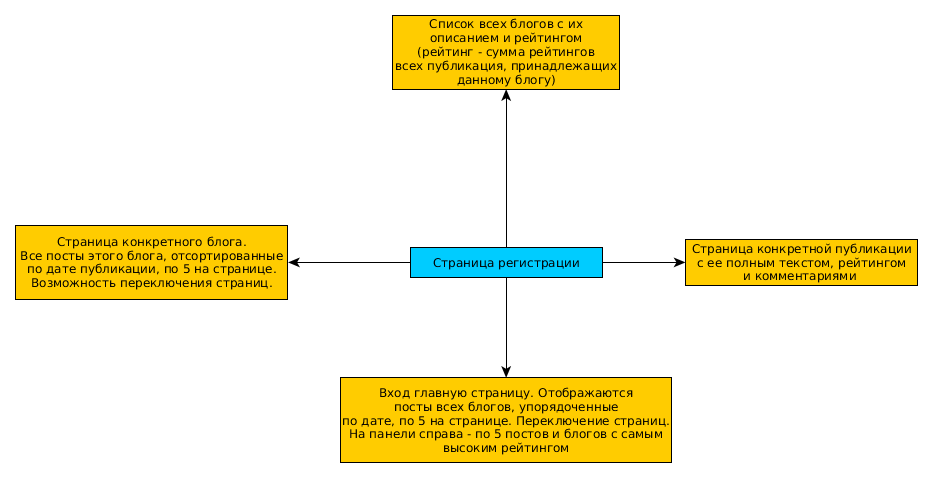 Список всех блогов с их
описанием и рейтингом
(рейтинг - сумма рейтингов
всех публикация, принадлежащих
данному блогу)
Страница конкретного блога.
Все посты этого блога, отсортированные
по дате публикации, по 5 на странице.
Возможность переключения страниц.
Страница регистрации
Страница конкретной публикации
с ее полным текстом, рейтингом
и комментариями
Вход главную страницу. Отображаются
посты всех блогов, упорядоченные
по дате, по 5 на странице. Переключение страниц.
На панели справа - по 5 постов и блогов с самым
высоким рейтингом